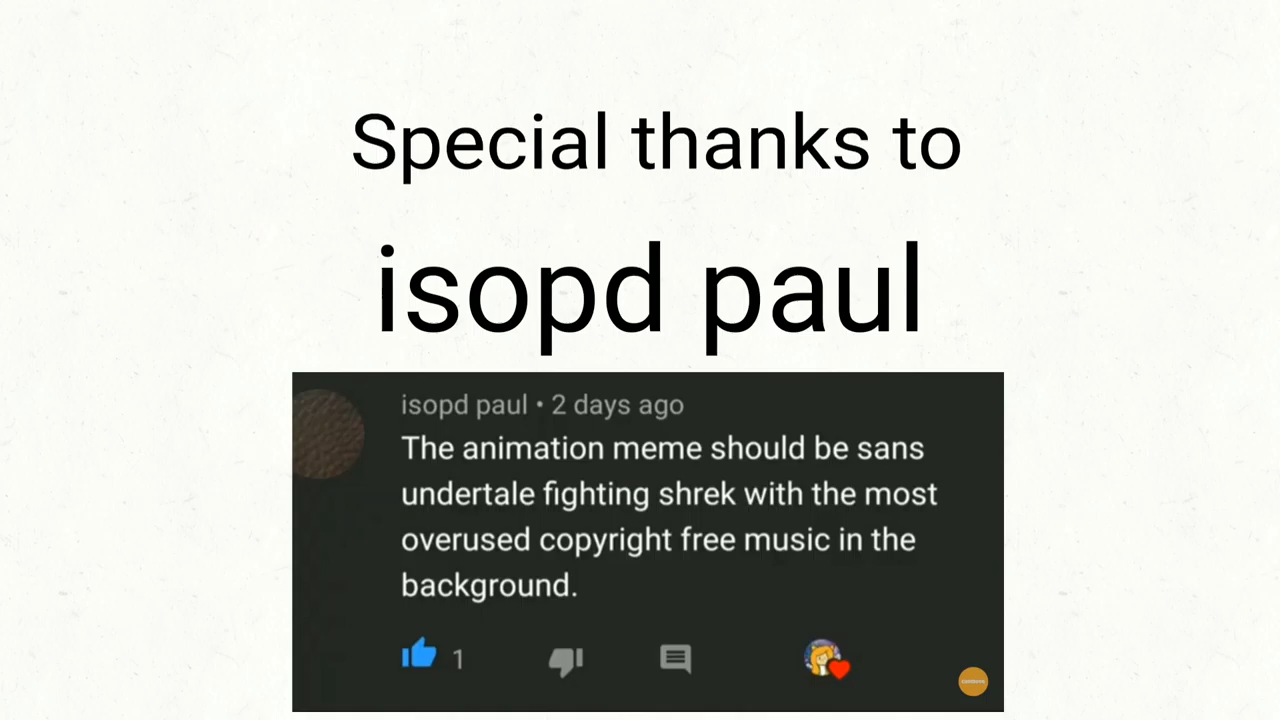 Special thanks to
isopd paul
isopd paul • 2 days ago
The animation meme should be sans
undertale fighting shrek with the most
overused copyright free music in the
background.
1